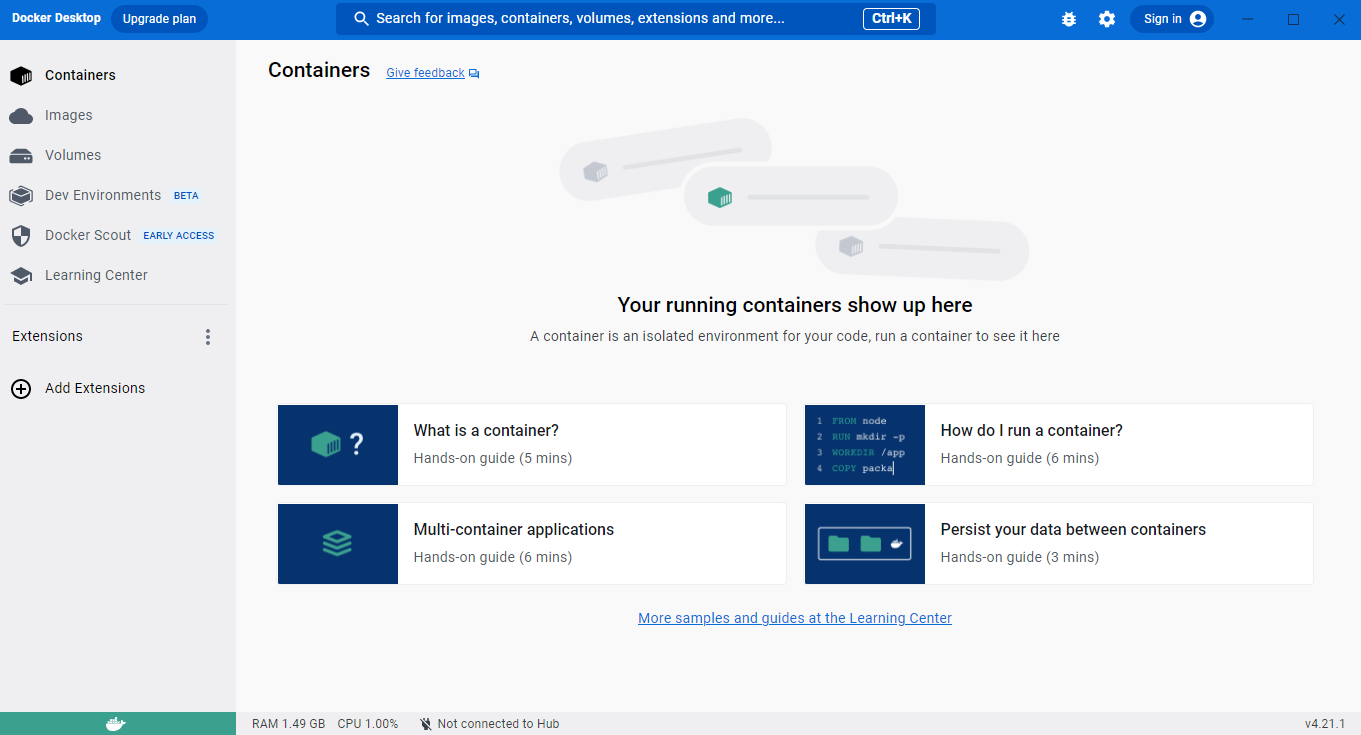 Docker Desktop
Upgrade plan
Search for images, containers, volumes, extensions and more...
Ctrl+K
Sign in
Containers
Images
Volumes
Dev Environments BETA
Docker Scout EARLY ACCESS
Learning Center
Extensions
Add Extensions
Containers
Give feedback
Your running containers show up here
A container is an isolated environment for your code, run a container to see it here
?
What is a container?
Hands-on guide (5 mins)
1 FROM node
2 RUN mkdir -p
3 WORKDIR /app
4 COPY packa
How do I run a container?
Hands-on guide (6 mins)
Multi-container applications
Hands-on guide (6 mins)
Persist your data between containers
Hands-on guide (3 mins)
More samples and guides at the Learning Center
RAM 1.49 GB CPU 1.00% Not connected to Hub
v4.21.1